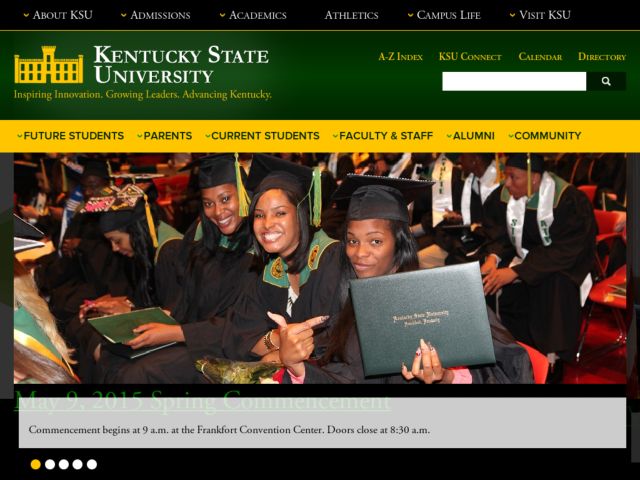 About KSU Admissions Academics Athletics Campus Life Visit KSU
Kentucky State
University
Inspiring Innovation. Growing Leaders. Advancing Kentucky.
A-Z Index KSU Connect Calendar Directory
FUTURE STUDENTS PARENTS CURRENT STUDENTS FACULTY & STAFF ALUMNI COMMUNITY
Kentucky State University
Frankfort, Kentucky
May 9, 2015 Spring Commencement
Commencement begins at 9 a.m. at the Frankfort Convention Center. Doors close at 8:30 a.m.